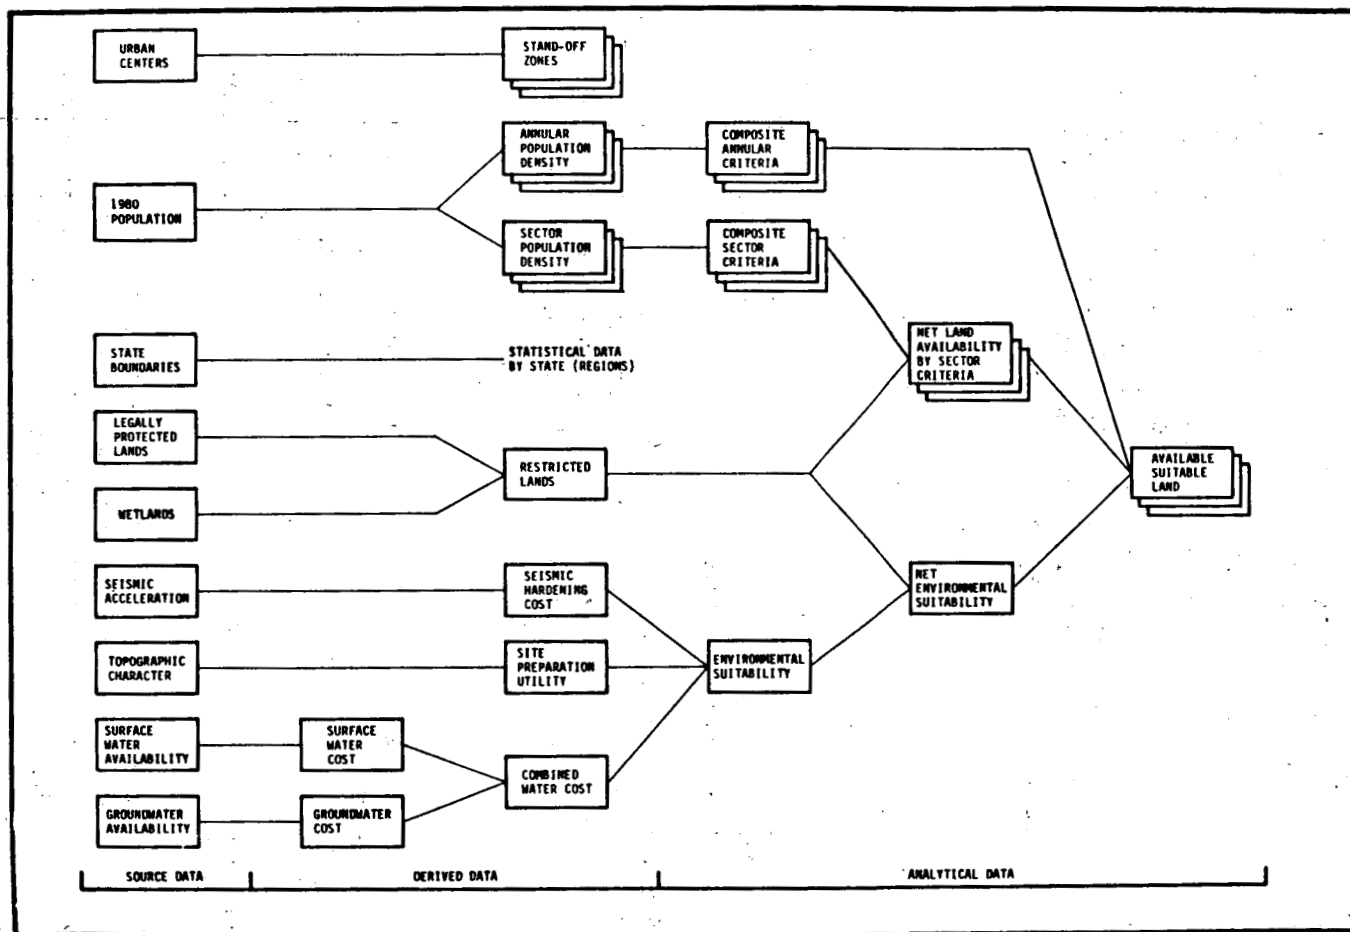 URBAN
CENTERS
STAND-OFF
ZONES
ANNULAR
POPULATION
DENSITY
COMPOSITE
ANNULAR
CRITERIA
1980
POPULATION
SECTOR
POPULATION
DENSITY
COMPOSITE
SECTOR
CRITERIA
STATE
BOUNDARIES
STATISTICAL DATA
BY STATE (REGIONS)
NET LAND
AVAILABILITY
BY SECTOR
CRITERIA
LEGALLY
PROTECTED
LANDS
RESTRICTED
LANDS
AVAILABLE
SUITABLE
LAND
WETLANDS
SEISMIC
ACCELERATION
SEISMIC
HARDENING
COST
NET
ENVIRONMENTAL
SUITABILITY
TOPOGRAPHIC
CHARACTER
SITE
PREPARATION
UTILITY
ENVIRONMENTAL
SUITABILITY
SURFACE
WATER
AVAILABILITY
SURFACE
WATER
COST
COMBINED
WATER COST
GROUNDWATER
AVAILABILITY
GROUNDWATER
COST
SOURCE DATA
DERIVED DATA
ANALYTICAL DATA